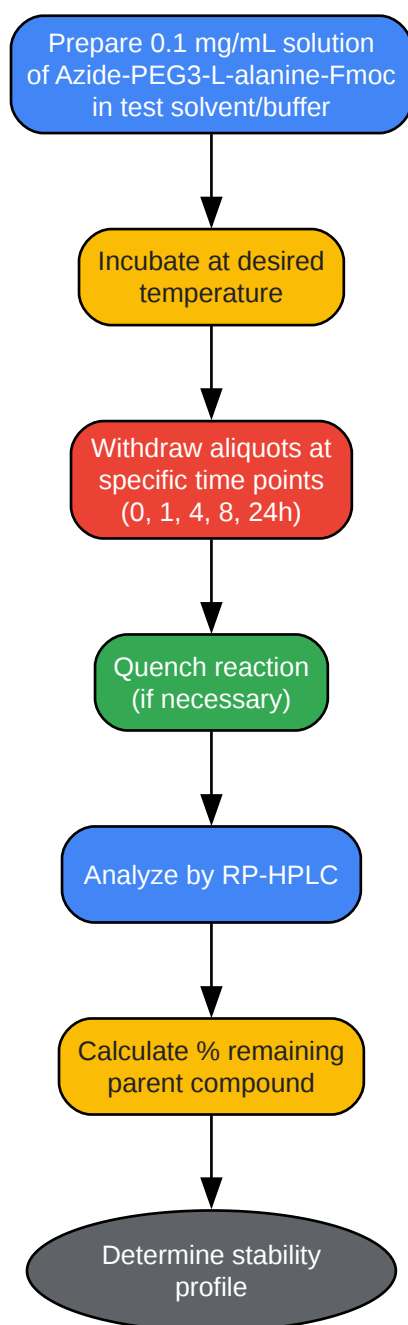 Prepare 0.1 mg/mL solution
of Azide-PEG3-L-alanine-Fmoc
in test solvent/buffer
Incubate at desired
temperature
Withdraw aliquots at
specific time points
(0, 1, 4, 8, 24h)
Quench reaction
(if necessary)
Analyze by RP-HPLC
Calculate % remaining
parent compound
Determine stability
profile